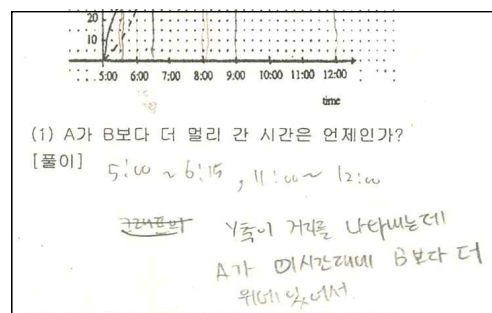 20
10
5:00 6:00 7:00 8:00 9:00 10:00 11:00 12:00
time
(1) A가 B보다 더 멀리 간 시간은 언제인가?
[풀이] 5:00 ~ 6:15 , 11:00 ~ 12:00
Y축이 거리를 나타내는데
A가 이시간대에 B보다 더
위에 있어서